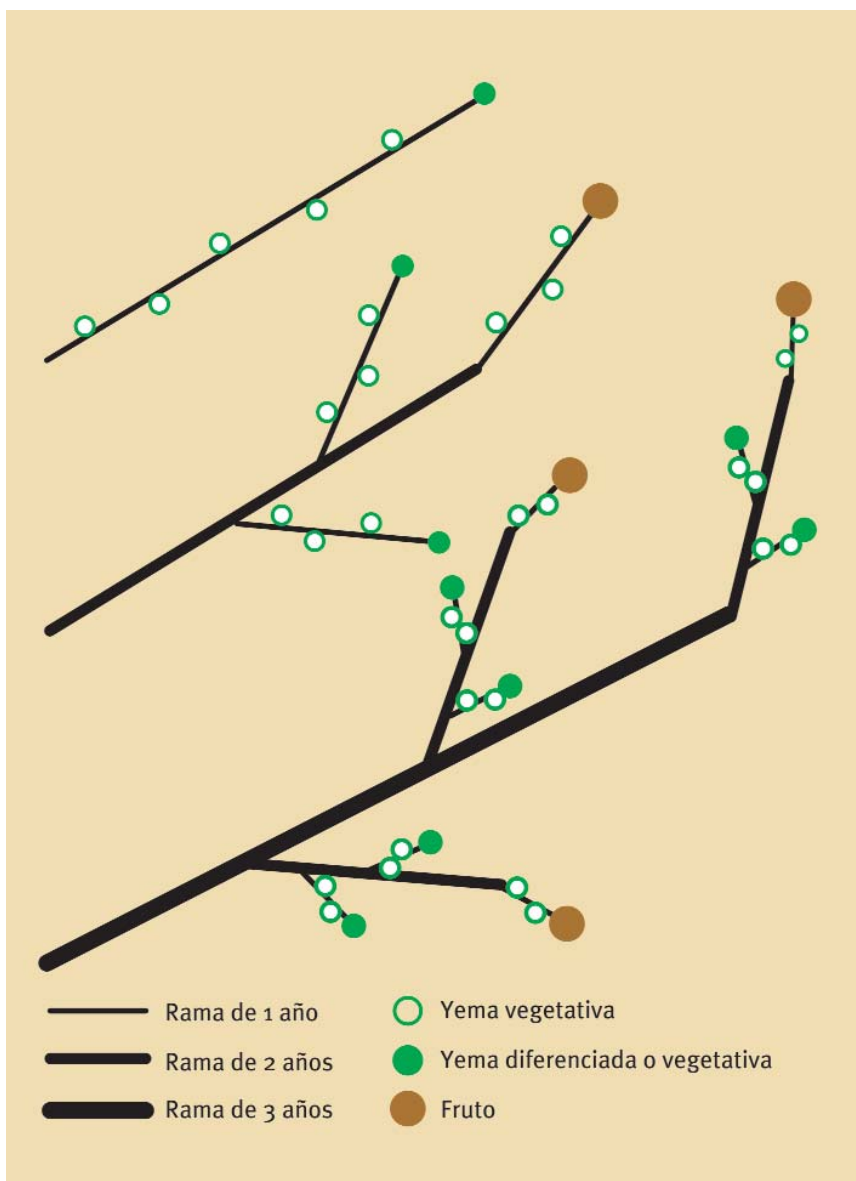 Rama de 1 año
Rama de 2 años
Rama de 3 años
Yema vegetativa
Yema diferenciada o vegetativa
Fruto